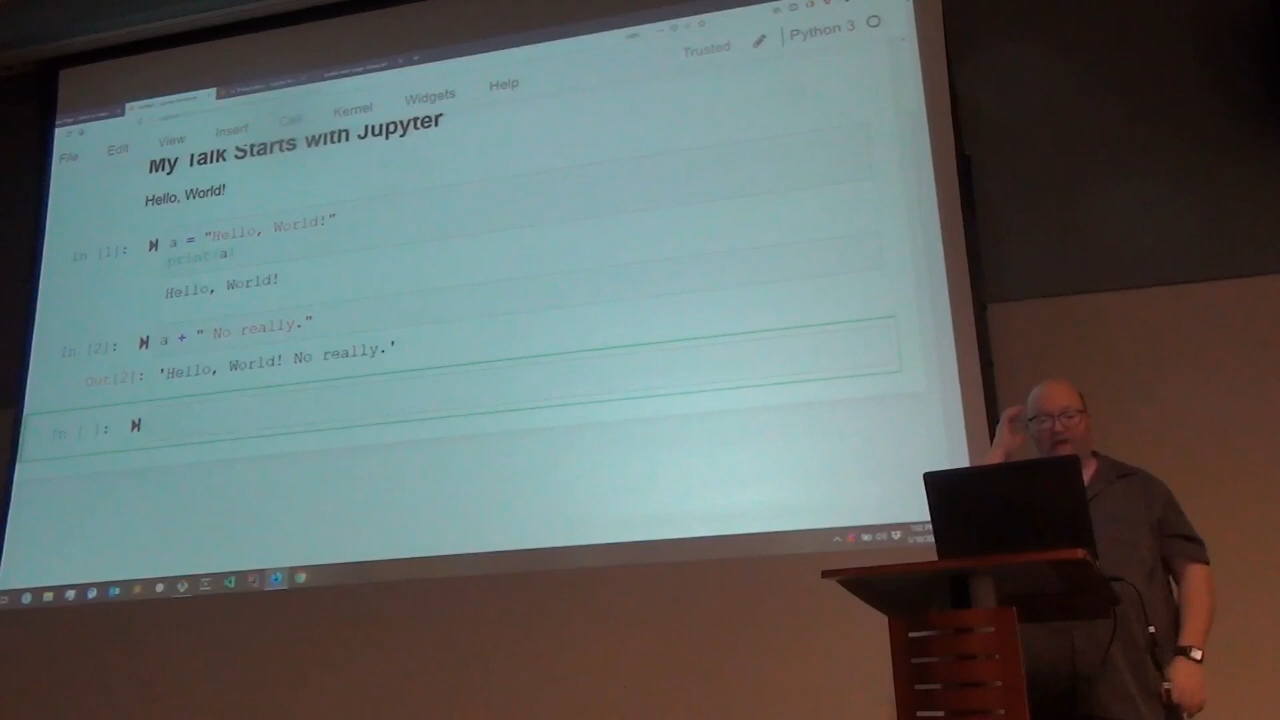 Trusted Python 3
File Edit View Insert Cell Kernel Widgets Help
My Talk Starts with Jupyter
Hello, World!
In [1]: a = "Hello, World!"
print(a)
Hello, World!
In [2]: a + " No really."
Out[2]: 'Hello, World! No really.'
In [ ]: